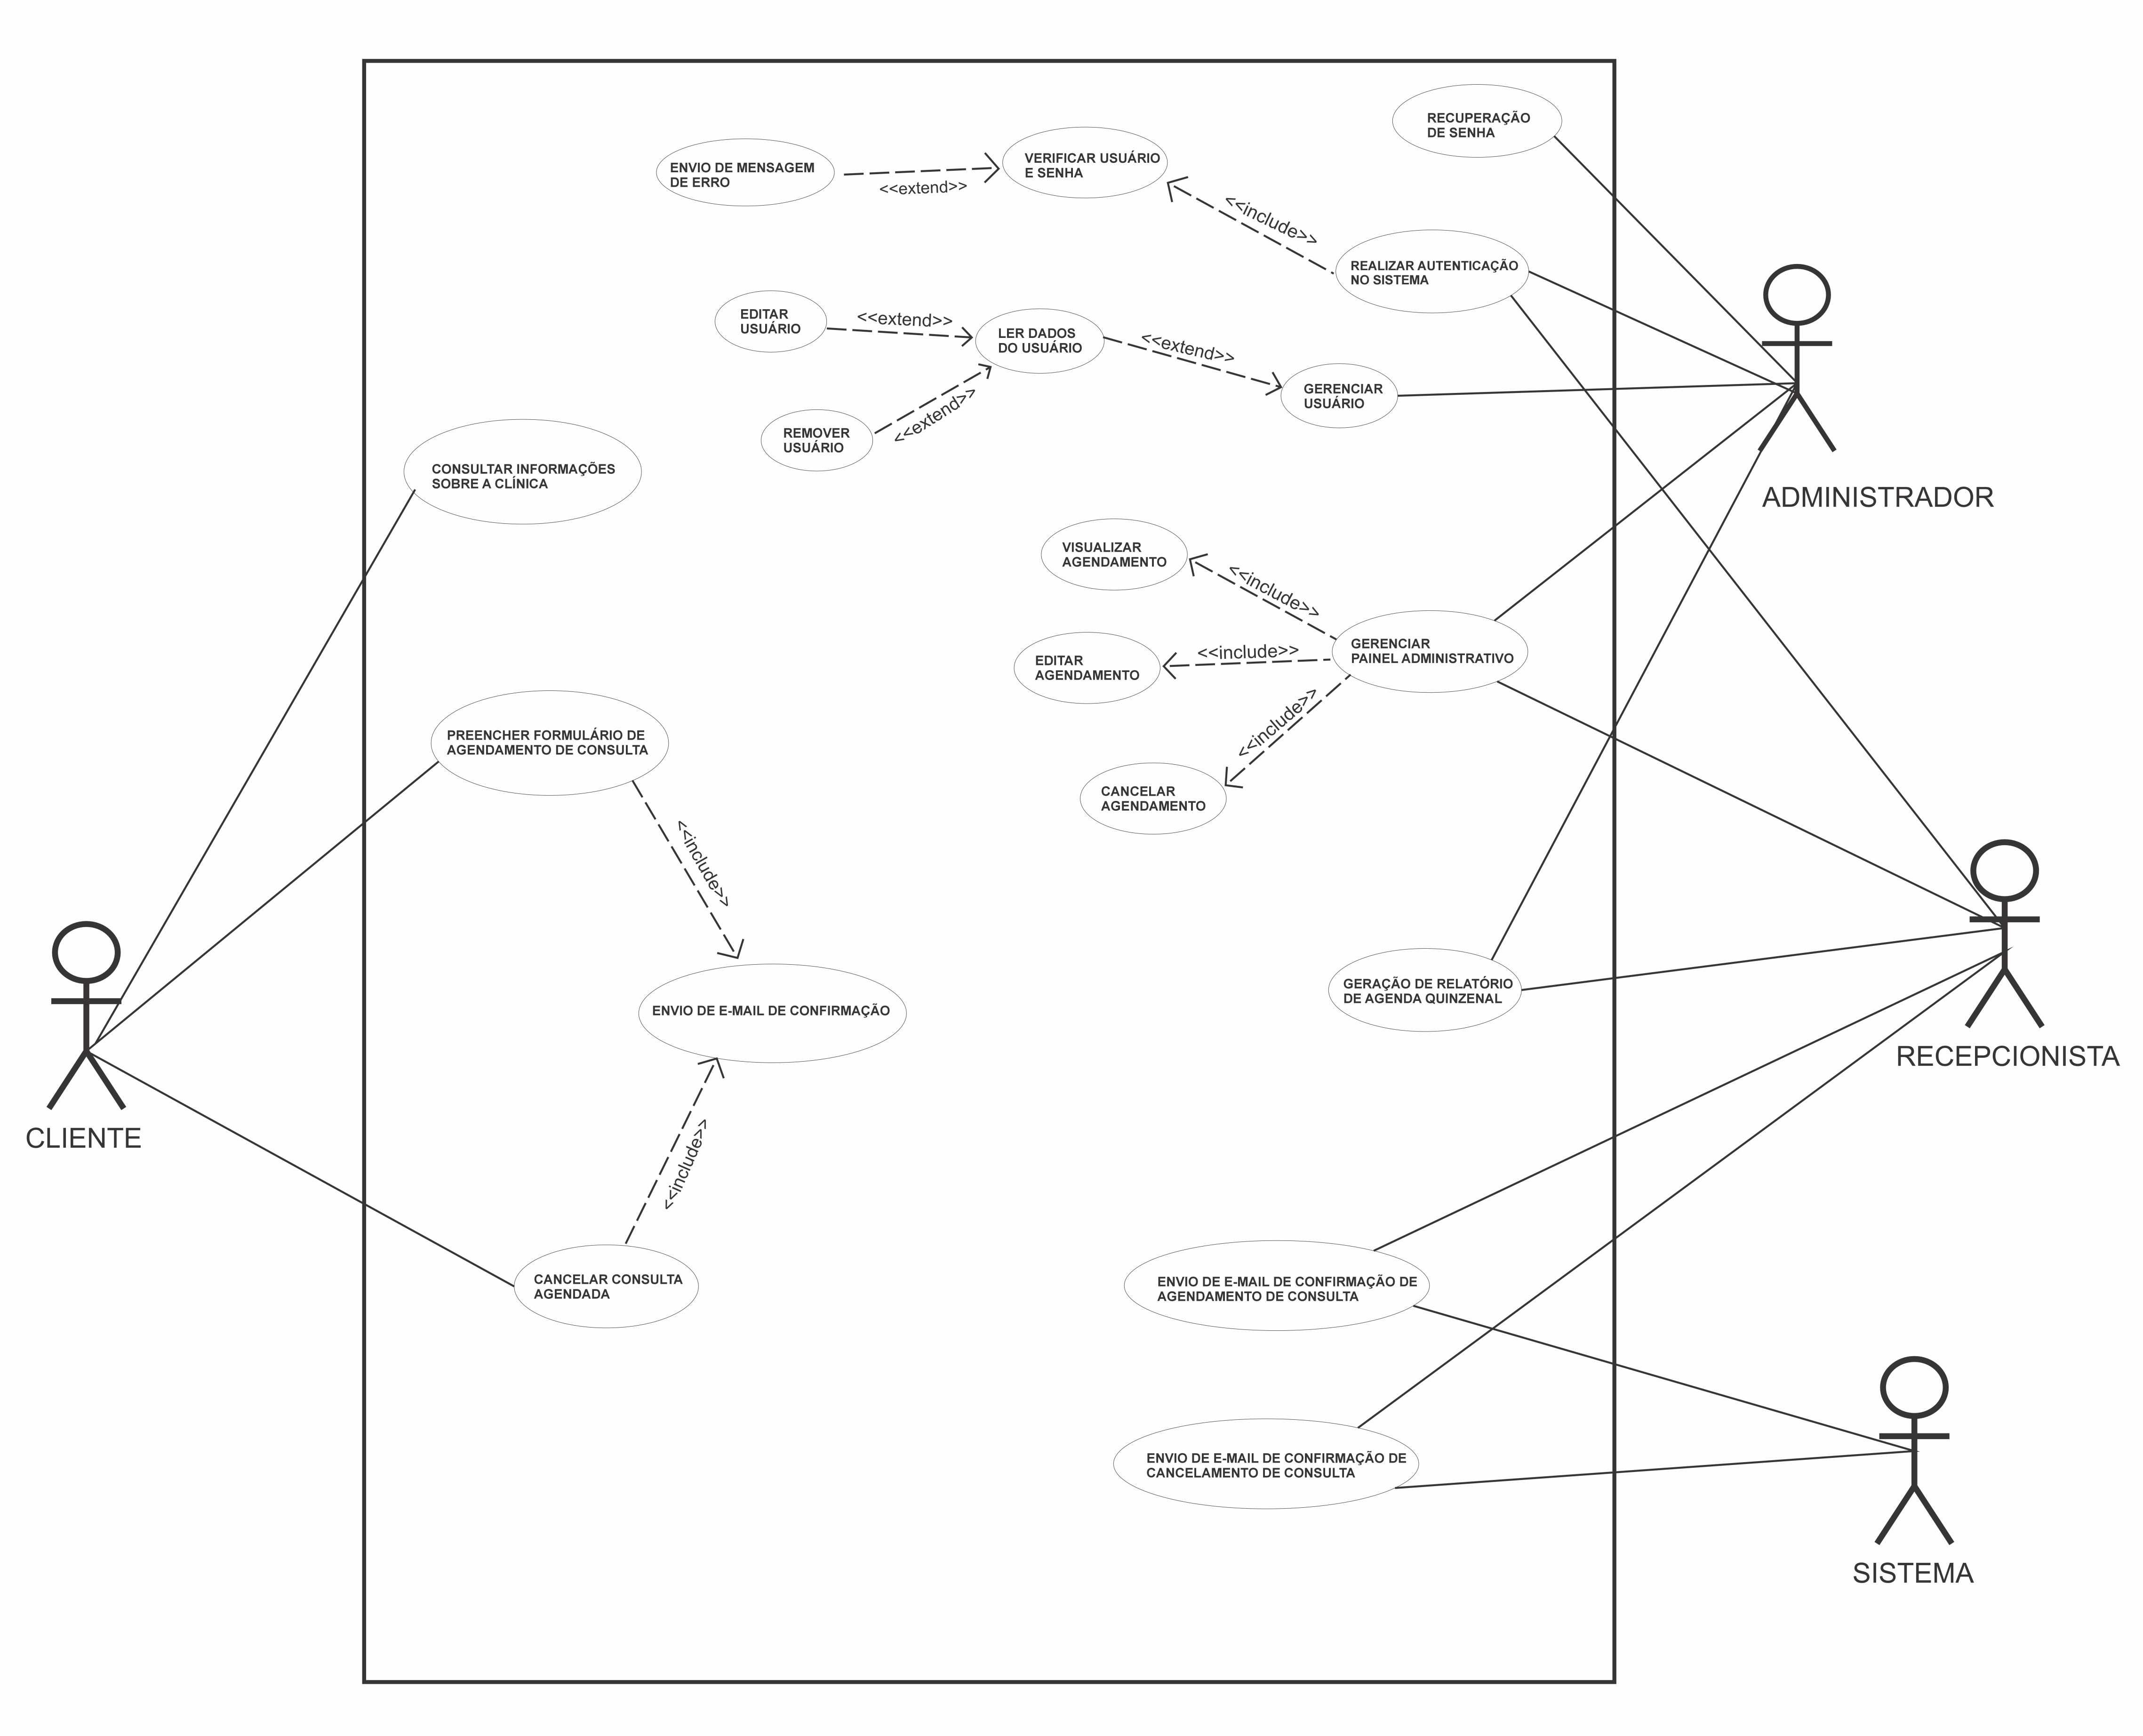 RECUPERAÇÃO
DE SENHA
ENVIO DE MENSAGEM
DE ERRO
<<extend>>
VERIFICAR USUÁRIO
E SENHA
<<include>>
REALIZAR AUTENTICAÇÃO
NO SISTEMA
EDITAR
USUÁRIO
<<extend>>
LER DADOS
DO USUÁRIO
<<extend>>
GERENCIAR
USUÁRIO
REMOVER
USUÁRIO
<<extend>>
ADMINISTRADOR
CONSULTAR INFORMAÇÕES
SOBRE A CLÍNICA
VISUALIZAR
AGENDAMENTO
<<include>>
EDITAR
AGENDAMENTO
<<include>>
GERENCIAR
PAINEL ADMINISTRATIVO
<<include>>
CANCELAR
AGENDAMENTO
PREENCHER FORMULÁRIO DE
AGENDAMENTO DE CONSULTA
<<include>>
ENVIO DE E-MAIL DE CONFIRMAÇÃO
GERAÇÃO DE RELATÓRIO
DE AGENDA QUINZENAL
RECEPCIONISTA
CLIENTE
<<include>>
CANCELAR CONSULTA
AGENDADA
ENVIO DE E-MAIL DE CONFIRMAÇÃO DE
AGENDAMENTO DE CONSULTA
ENVIO DE E-MAIL DE CONFIRMAÇÃO DE
CANCELAMENTO DE CONSULTA
SISTEMA